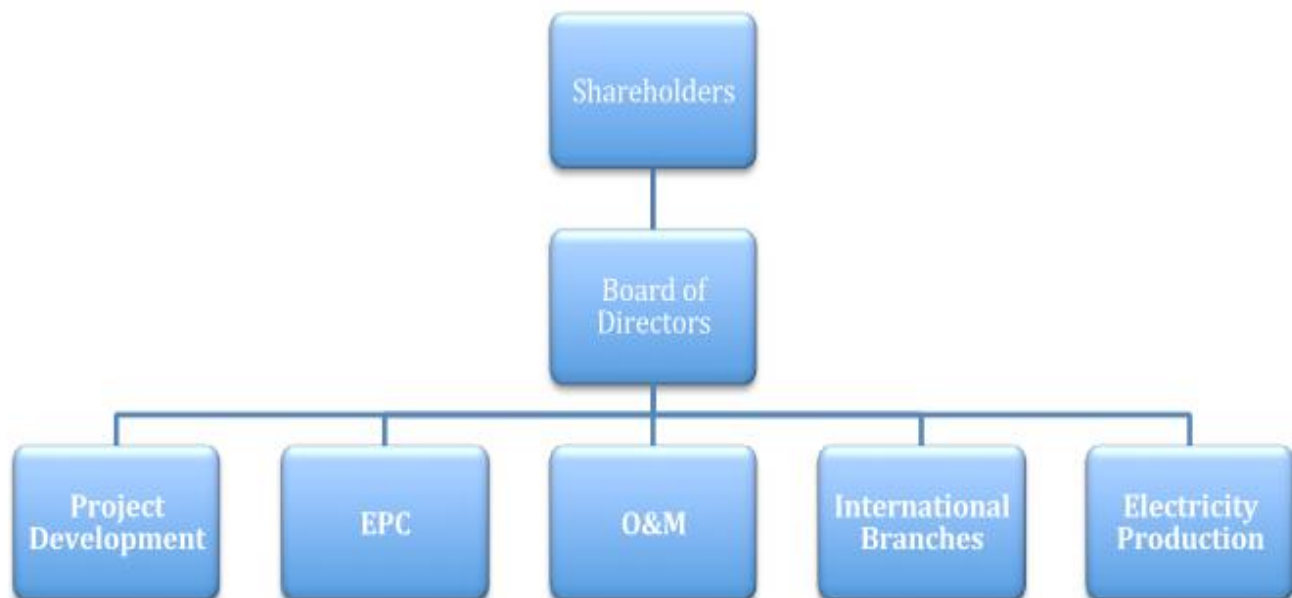 Shareholders
Board of
Directors
Project
Development
EPC
O&M
International
Branches
Electricity
Production